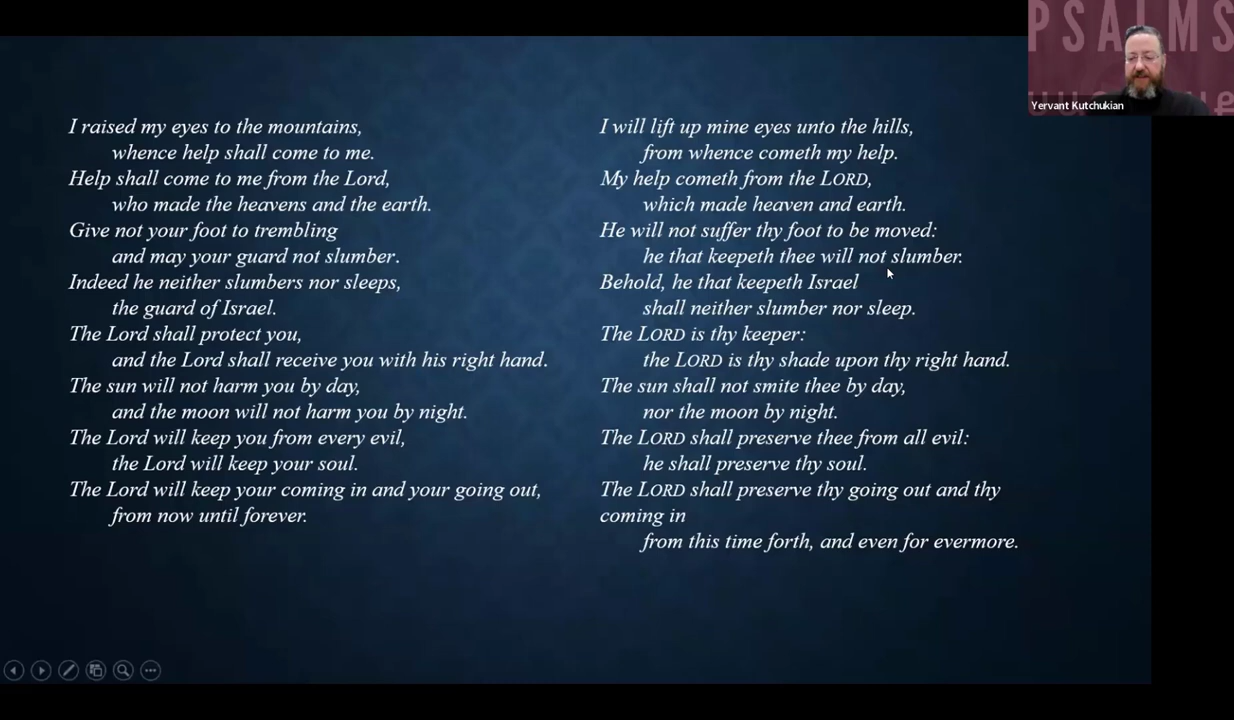 I raised my eyes to the mountains,
whence help shall come to me.
Help shall come to me from the Lord,
who made the heavens and the earth.
Give not your foot to trembling
and may your guard not slumber.
Indeed he neither slumbers nor sleeps,
the guard of Israel.
The Lord shall protect you,
and the Lord shall receive you with his right hand.
The sun will not harm you by day,
and the moon will not harm you by night.
The Lord will keep you from every evil,
the Lord will keep your soul.
The Lord will keep your coming in and your going out,
from now until forever.
I will lift up mine eyes unto the hills,
from whence cometh my help.
My help cometh from the LORD,
which made heaven and earth.
He will not suffer thy foot to be moved:
he that keepeth thee will not slumber.
Behold, he that keepeth Israel
shall neither slumber nor sleep.
The LORD is thy keeper:
the LORD is thy shade upon thy right hand.
The sun shall not smite thee by day,
nor the moon by night.
The LORD shall preserve thee from all evil:
he shall preserve thy soul.
The LORD shall preserve thy going out and thy
coming in
from this time forth, and even for evermore.
PSALMS
Yervant Kutchukian